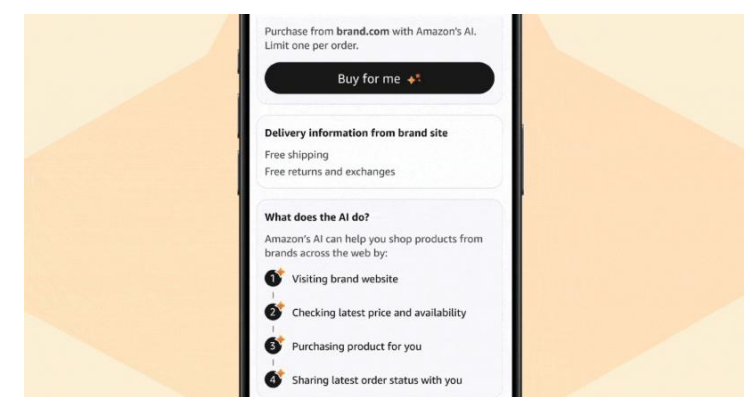 Purchase from brand.com with Amazon's AI.
Limit one per order.
Buy for me
Delivery information from brand site
Free shipping
Free returns and exchanges
What does the AI do?
Amazon's AI can help you shop products from
brands across the web by:
1 Visiting brand website
2 Checking latest price and availability
3 Purchasing product for you
4 Sharing latest order status with you